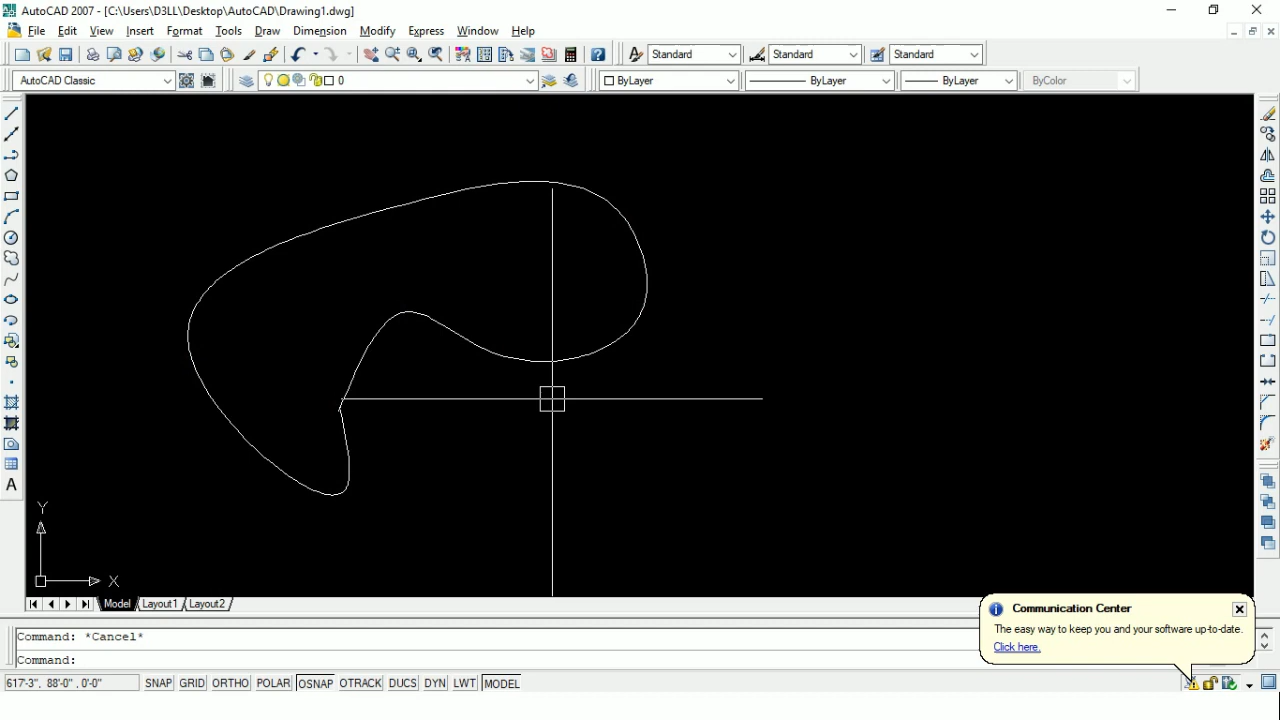 AutoCAD 2007 - [C:\Users\D3LL\Desktop\AutoCAD\Drawing1.dwg]
File Edit View Insert Format Tools Draw Dimension Modify Express Window Help
Standard Standard Standard
AutoCAD Classic 0 ByLayer ByLayer ByLayer ByColor
A
Y
X
Model Layout1 Layout2
Communication Center
The easy way to keep you and your software up-to-date.
Click here.
Command: *Cancel*
Command:
617'-3", 88'-0" , 0'-0" SNAP GRID ORTHO POLAR OSNAP OTRACK DUCS DYN LWT MODEL